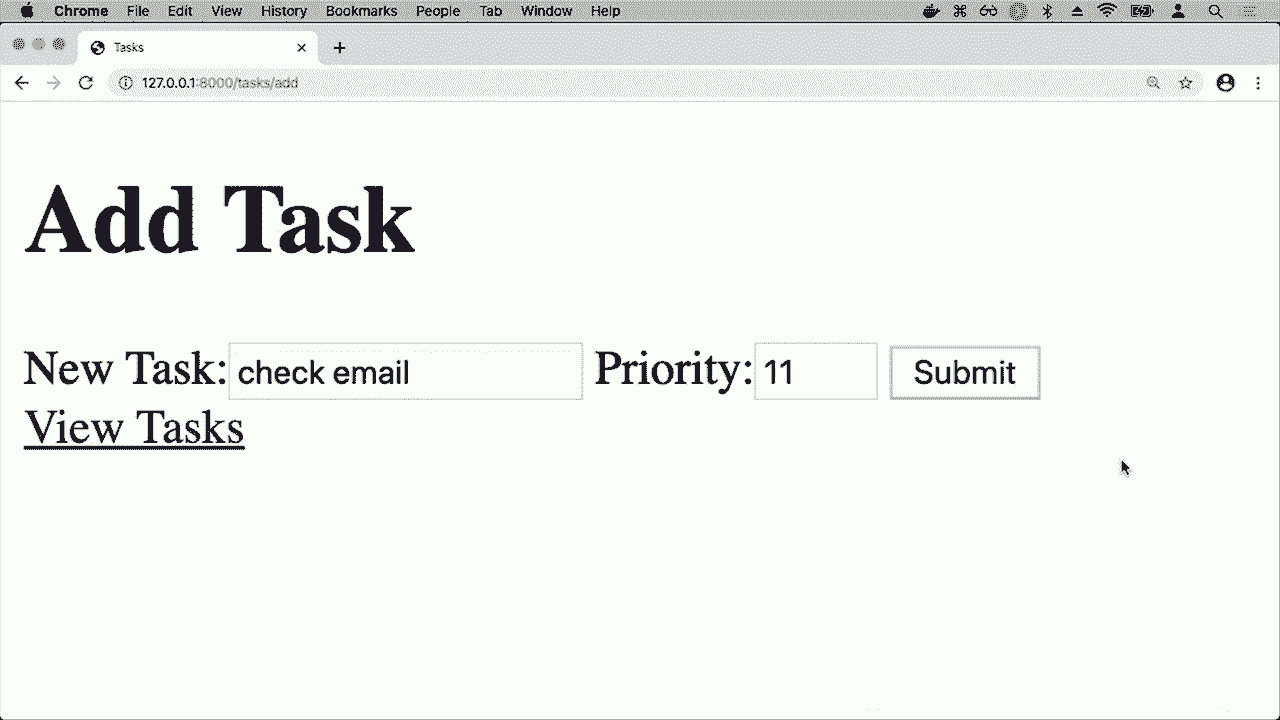 Chrome File Edit View History Bookmarks People Tab Window Help
Tasks
127.0.0.1:8000/tasks/add
Add Task
New Task: check email Priority: 11 Submit
View Tasks